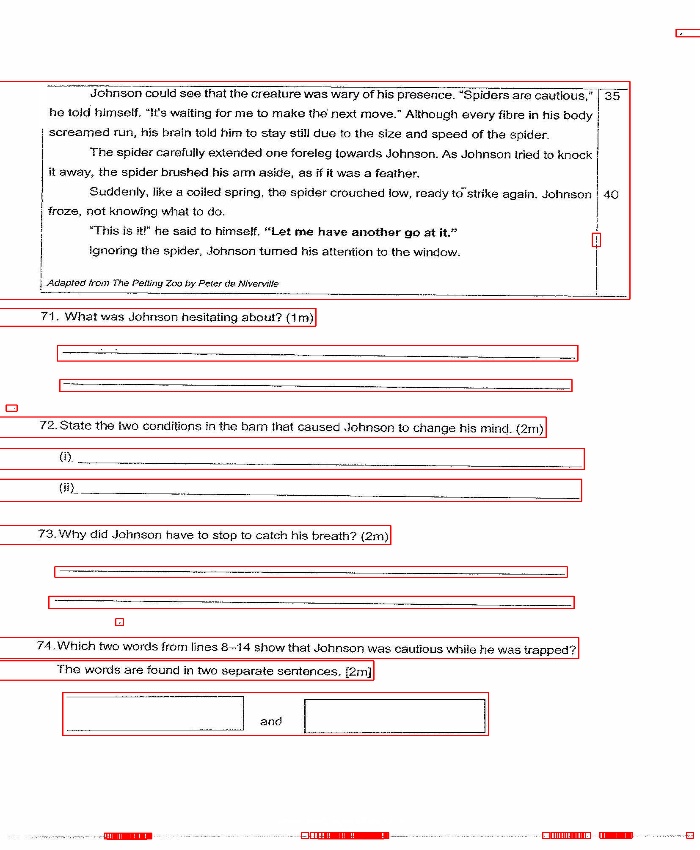 Johnson could see that the creature was wary of his presence. "Spiders are cautious," 35
he told himself. "It's waiting for me to make the next move." Although every fibre in his body
screamed run, his brain told him to stay still due to the size and speed of the spider.
The spider carefully extended one foreleg towards Johnson. As Johnson tried to knock
it away, the spider brushed his arm aside, as if it was a feather.
Suddenly, like a coiled spring, the spider crouched low, ready to strike again. Johnson 40
froze, not knowing what to do.
"This is it!" he said to himself. "Let me have another go at it."
Ignoring the spider, Johnson turned his attention to the window.
Adapted from The Petting Zoo by Peter de Niverville
71. What was Johnson hesitating about? (1m)
72. State the two conditions in the barn that caused Johnson to change his mind. (2m)
(i)
(ii)
73. Why did Johnson have to stop to catch his breath? (2m)
74. Which two words from lines 8–14 show that Johnson was cautious while he was trapped?
The words are found in two separate sentences. [2m]
and